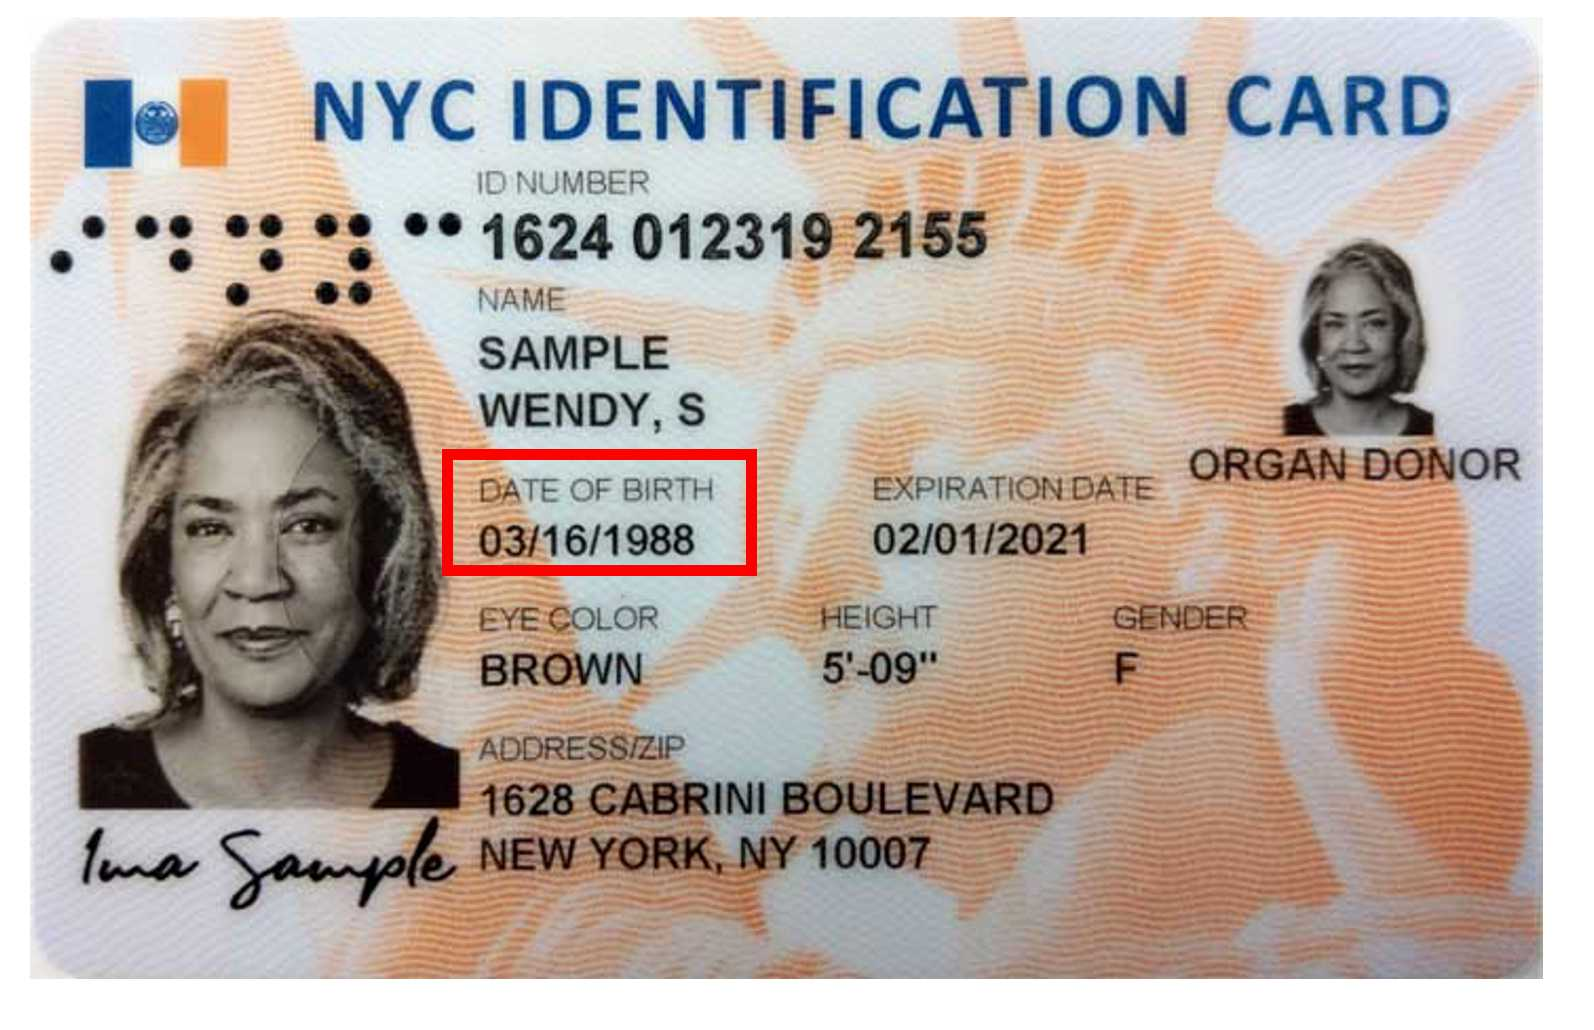 NYC IDENTIFICATION CARD
ID NUMBER
1624 012319 2155
NAME
SAMPLE
WENDY, S
DATE OF BIRTH
03/16/1988
EXPIRATION DATE
02/01/2021
ORGAN DONOR
EYE COLOR
BROWN
HEIGHT
5'-09"
GENDER
F
ADDRESS/ZIP
1628 CABRINI BOULEVARD
NEW YORK, NY 10007
Ima Sample